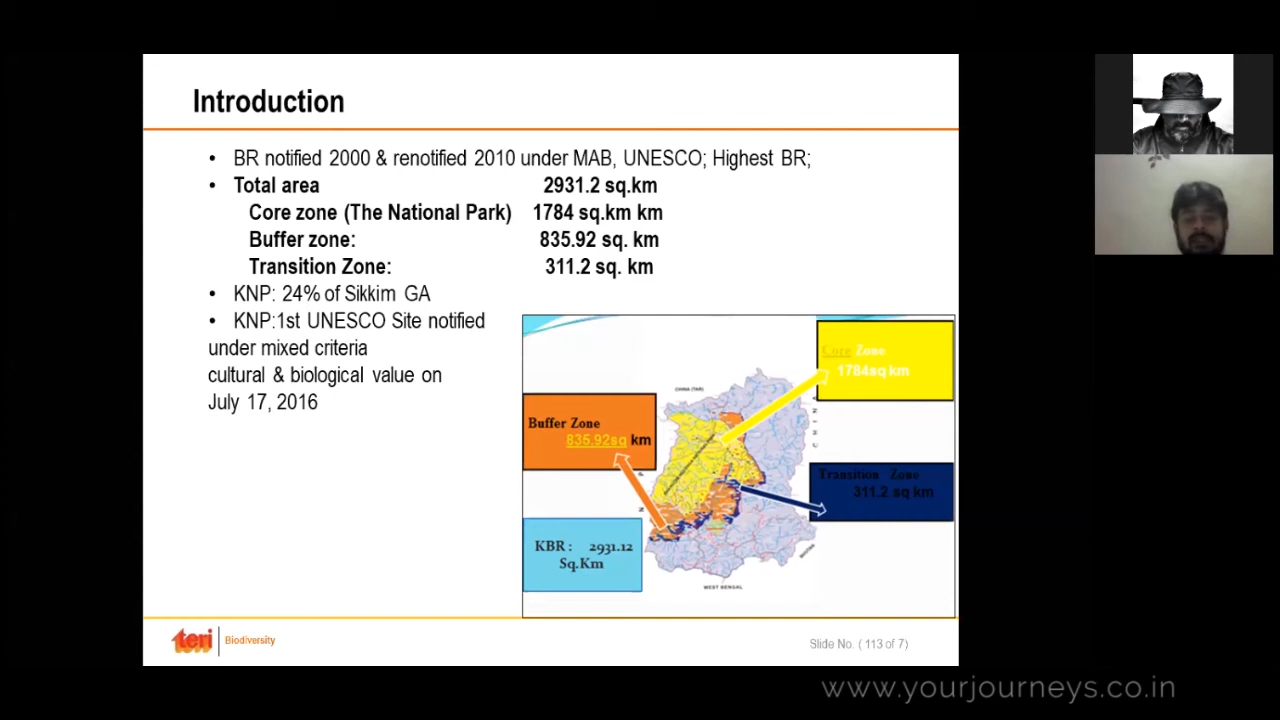 Introduction
• BR notified 2000 & renotified 2010 under MAB, UNESCO; Highest BR;
• Total area 2931.2 sq.km
Core zone (The National Park) 1784 sq.km km
Buffer zone: 835.92 sq. km
Transition Zone: 311.2 sq. km
• KNP: 24% of Sikkim GA
• KNP:1st UNESCO Site notified
under mixed criteria
cultural & biological value on
July 17, 2016
Core Zone
1784sq km
CHINA (TAR)
CHINA
Buffer Zone
835.92sq km
Transition Zone
311.2 sq km
KBR : 2931.12
Sq.Km
BHUTAN
WEST BENGAL
teri Biodiversity
Slide No. ( 113 of 7)
www.yourjourneys.co.in